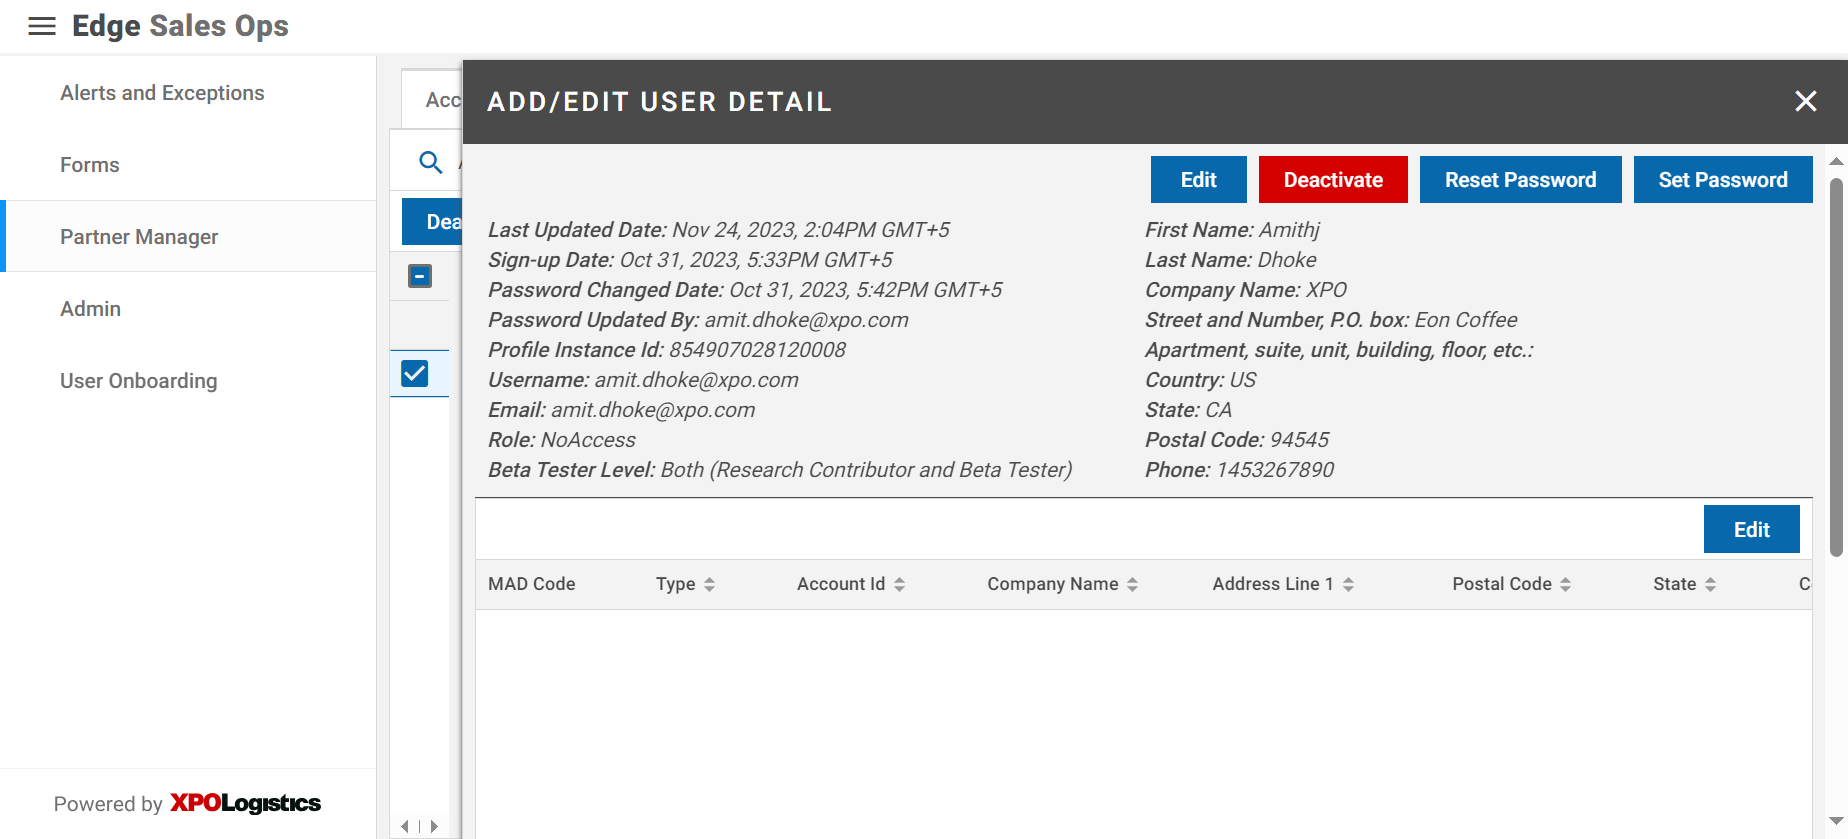 Edge Sales Ops
Alerts and Exceptions
Forms
Partner Manager
Admin
User Onboarding
Powered by XPOLogistics
Acc
Dea
ADD/EDIT USER DETAIL
Edit
Deactivate
Reset Password
Set Password
Last Updated Date: Nov 24, 2023, 2:04PM GMT+5
Sign-up Date: Oct 31, 2023, 5:33PM GMT+5
Password Changed Date: Oct 31, 2023, 5:42PM GMT+5
Password Updated By: amit.dhoke@xpo.com
Profile Instance Id: 854907028120008
Username: amit.dhoke@xpo.com
Email: amit.dhoke@xpo.com
Role: NoAccess
Beta Tester Level: Both (Research Contributor and Beta Tester)
First Name: Amithj
Last Name: Dhoke
Company Name: XPO
Street and Number, P.O. box: Eon Coffee
Apartment, suite, unit, building, floor, etc.:
Country: US
State: CA
Postal Code: 94545
Phone: 1453267890
Edit
MAD Code Type Account Id Company Name Address Line 1 Postal Code State C